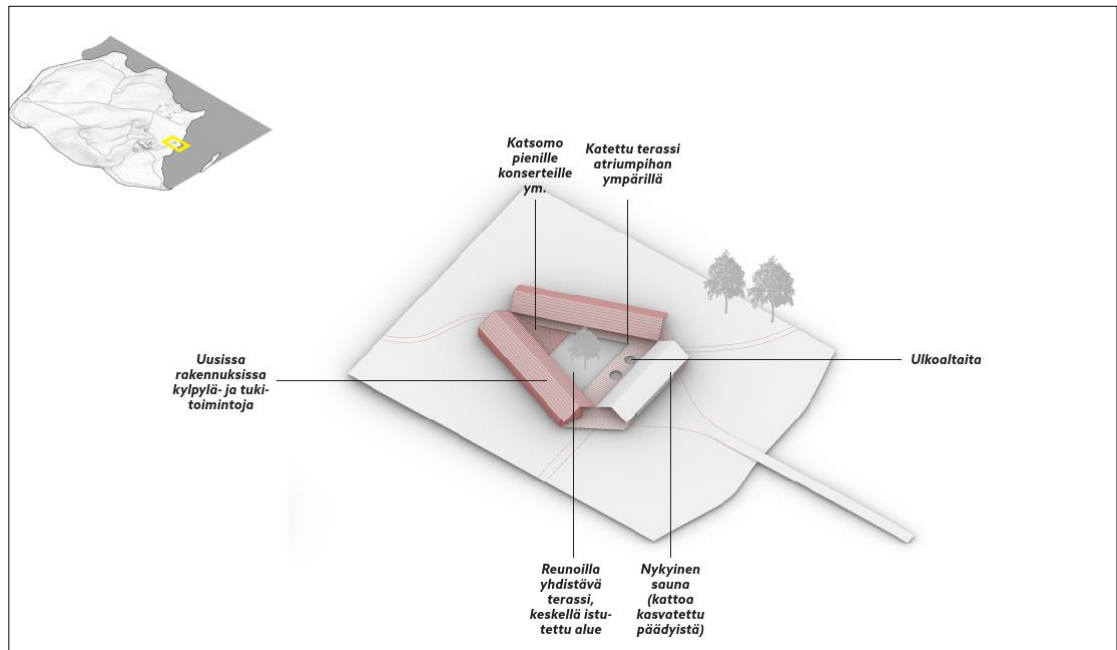 Katsomo
pienille
konserteille
ym.
Katettu terassi
atriumpihan
ympärillä
Uusissa
rakennuksissa
kylpylä- ja tuki-
toimintoja
Ulkoaltaita
Reunoilla
yhdistävä
terassi,
keskellä istu-
tettu alue
Nykyinen
sauna
(kattoa
kasvatettu
päädyistä)